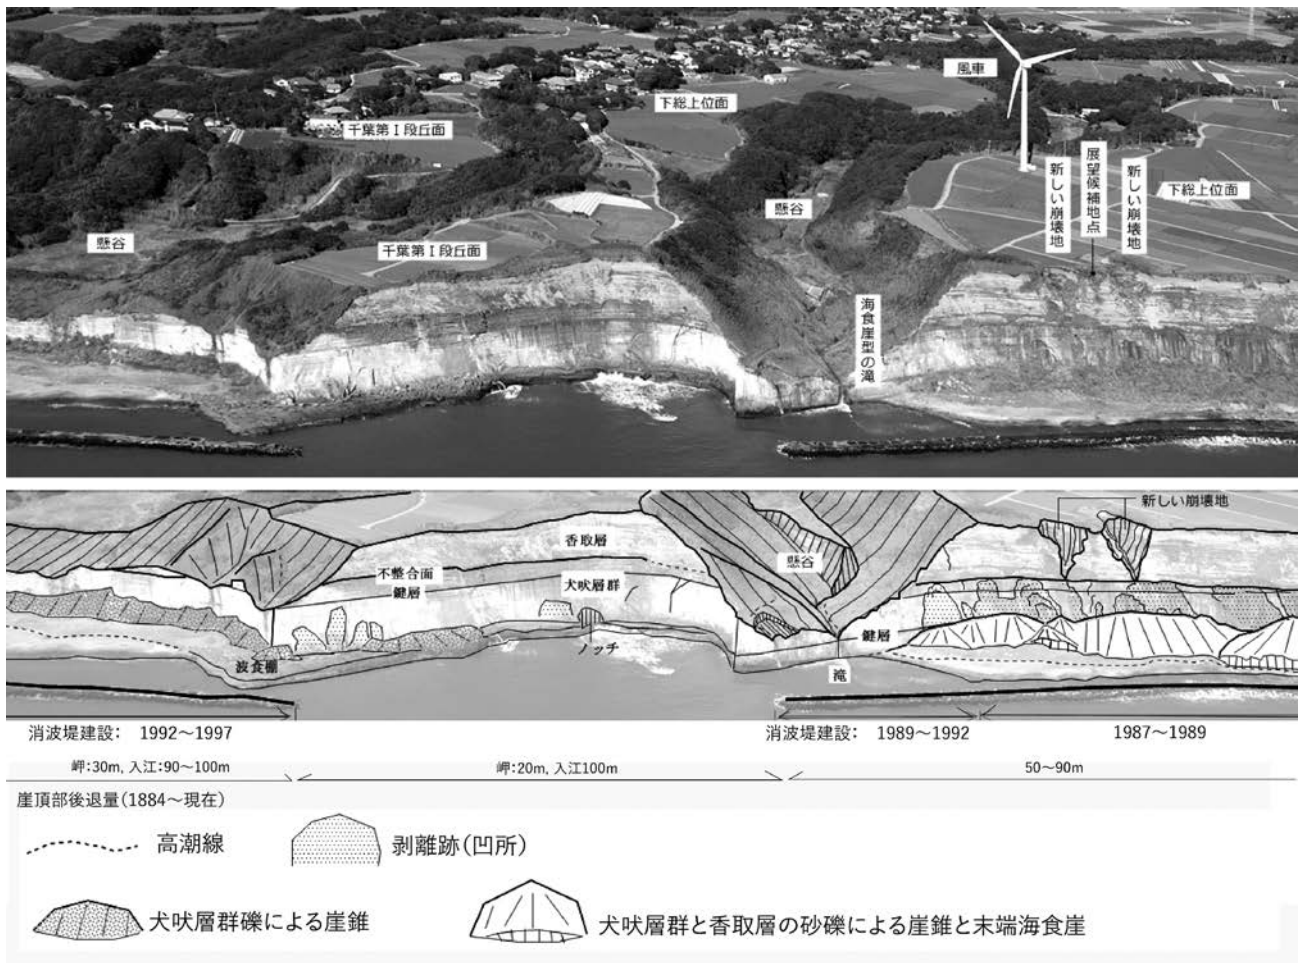 風車
下総上位面
千葉第Ⅰ段丘面
新しい崩壊地
展望候補地点
新しい崩壊地
下総上位面
懸谷
懸谷
千葉第Ⅰ段丘面
海食崖型の滝
新しい崩壊地
香取層
懸谷
不整合面
鍵層
犬吠層群
鍵層
ノッチ
波食棚
滝
消波堤建設: 1992~1997
消波堤建設: 1989~1992
1987~1989
岬:30m, 入江:90~100m
岬:20m, 入江100m
50~90m
崖頂部後退量(1884~現在)
高潮線
剥離跡(凹所)
犬吠層群礫による崖錐
犬吠層群と香取層の砂礫による崖錐と末端海食崖